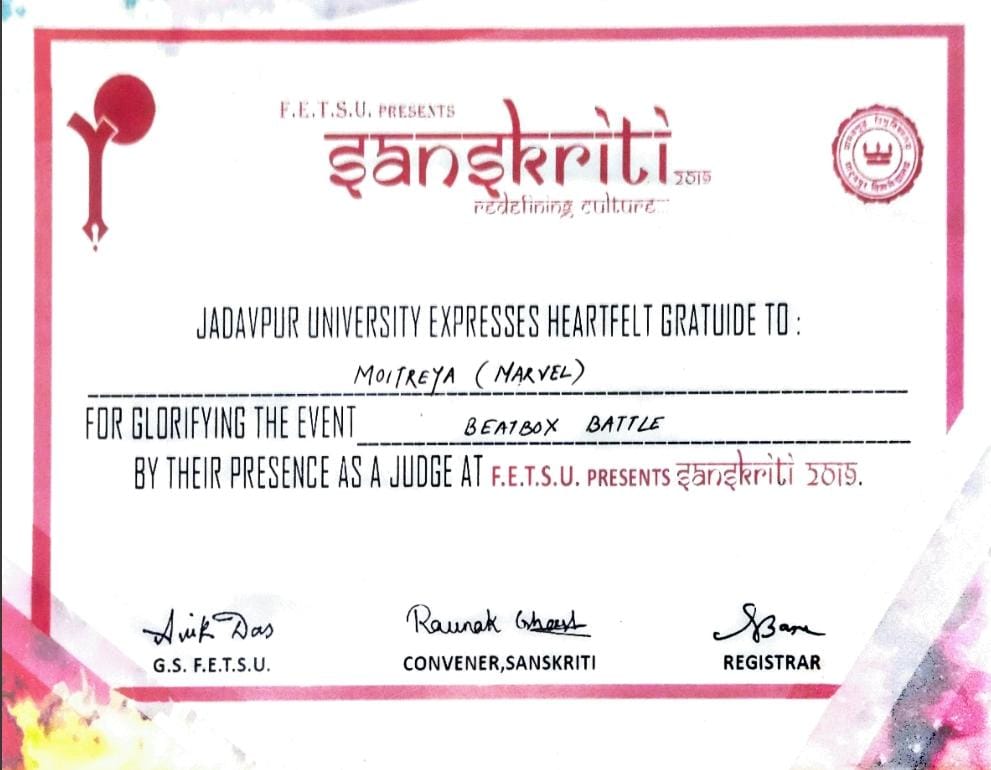 F.E.T.S.U. PRESENTS
sanskriti 2019
redefining culture...
JADAVPUR UNIVERSITY EXPRESSES HEARTFELT GRATUIDE TO :
MOITREYA (MARVEL)
FOR GLORIFYING THE EVENT BEATBOX BATTLE
BY THEIR PRESENCE AS A JUDGE AT F.E.T.S.U. PRESENTS sanskriti 2019.
Avik Das Raunak Ghosh
G.S. F.E.T.S.U. CONVENER,SANSKRITI REGISTRAR